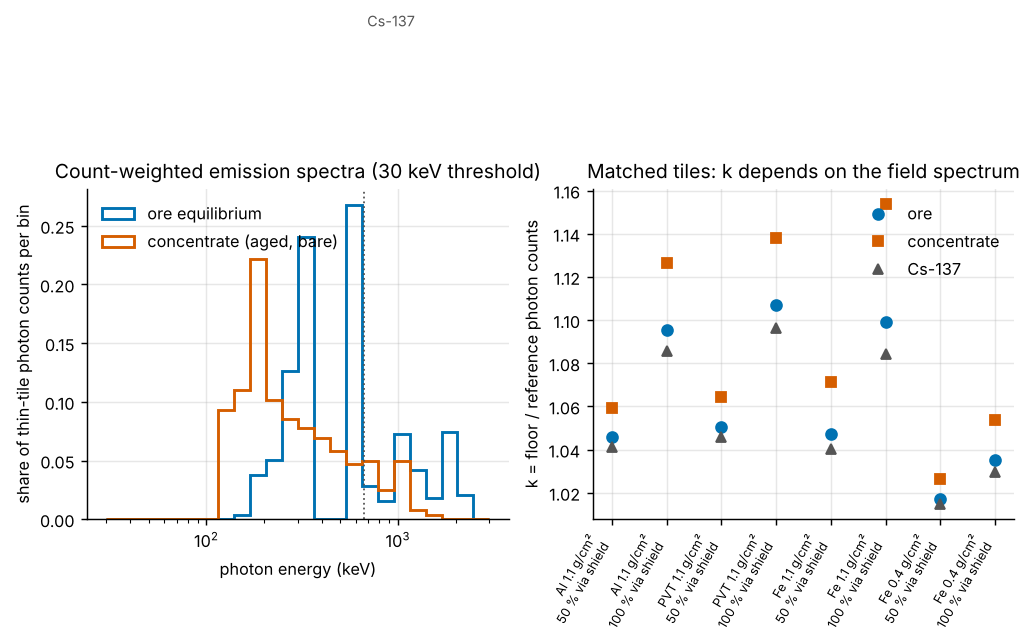 Cs-137
Count-weighted emission spectra (30 keV threshold)
share of thin-tile photon counts per bin
0.25
0.20
0.15
0.10
0.05
0.00
ore equilibrium
concentrate (aged, bare)
10²
10³
photon energy (keV)
Matched tiles: k depends on the field spectrum
k = floor / reference photon counts
1.16
1.14
1.12
1.10
1.08
1.06
1.04
1.02
ore
concentrate
Cs-137
Al 1.1 g/cm²
50 % via shield
Al 1.1 g/cm²
100 % via shield
PVT 1.1 g/cm²
50 % via shield
PVT 1.1 g/cm²
100 % via shield
Fe 1.1 g/cm²
50 % via shield
Fe 1.1 g/cm²
100 % via shield
Fe 0.4 g/cm²
50 % via shield
Fe 0.4 g/cm²
100 % via shield